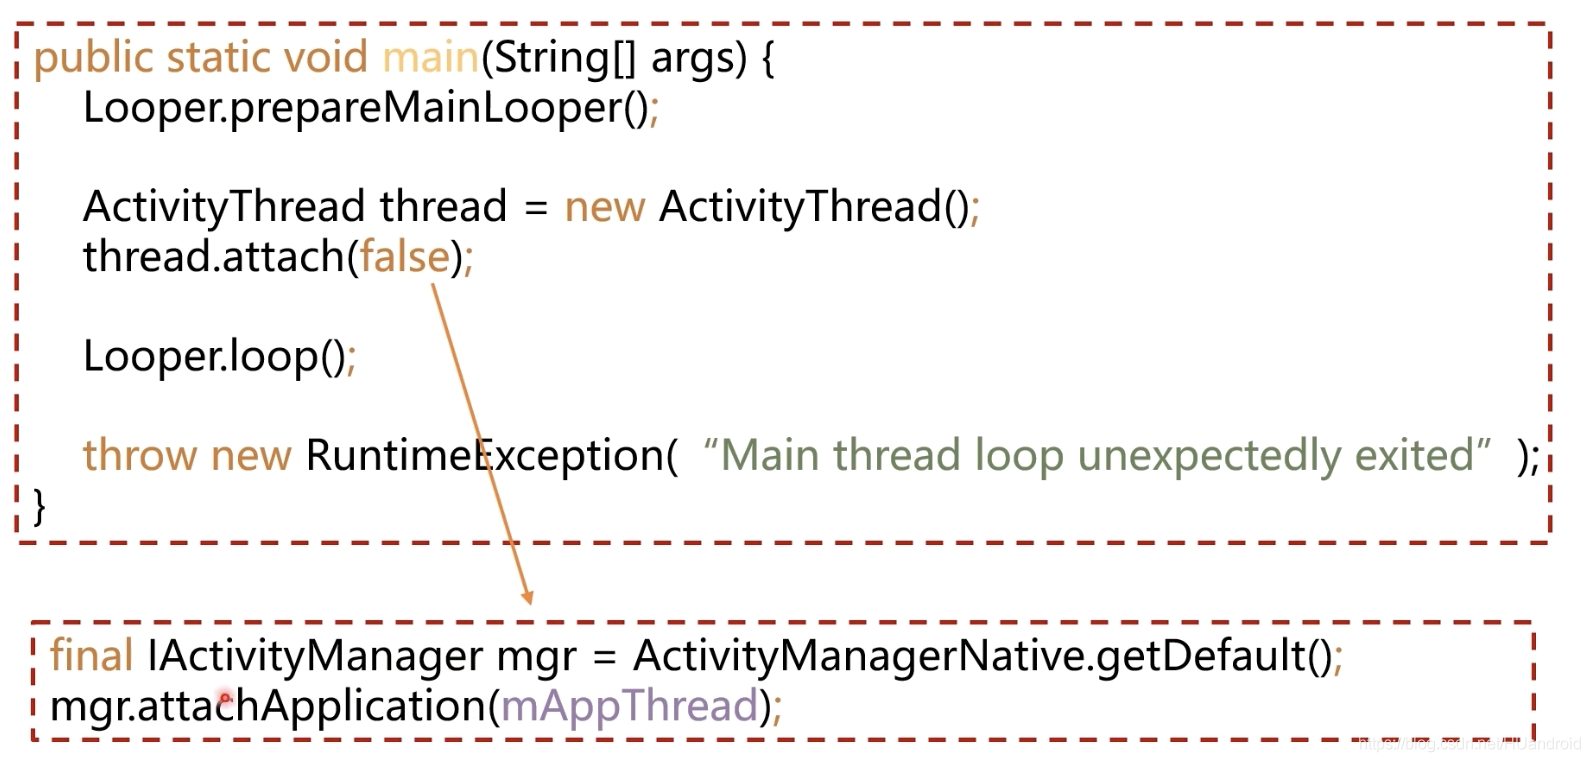 public static void main(String[] args) {
Looper.prepareMainLooper();
ActivityThread thread = new ActivityThread();
thread.attach(false);
Looper.loop();
throw new RuntimeException( “Main thread loop unexpectedly exited” );
}
final IActivityManager mgr = ActivityManagerNative.getDefault();
mgr.attachApplication(mAppThread);
https://blog.csdn.net/HUandroid